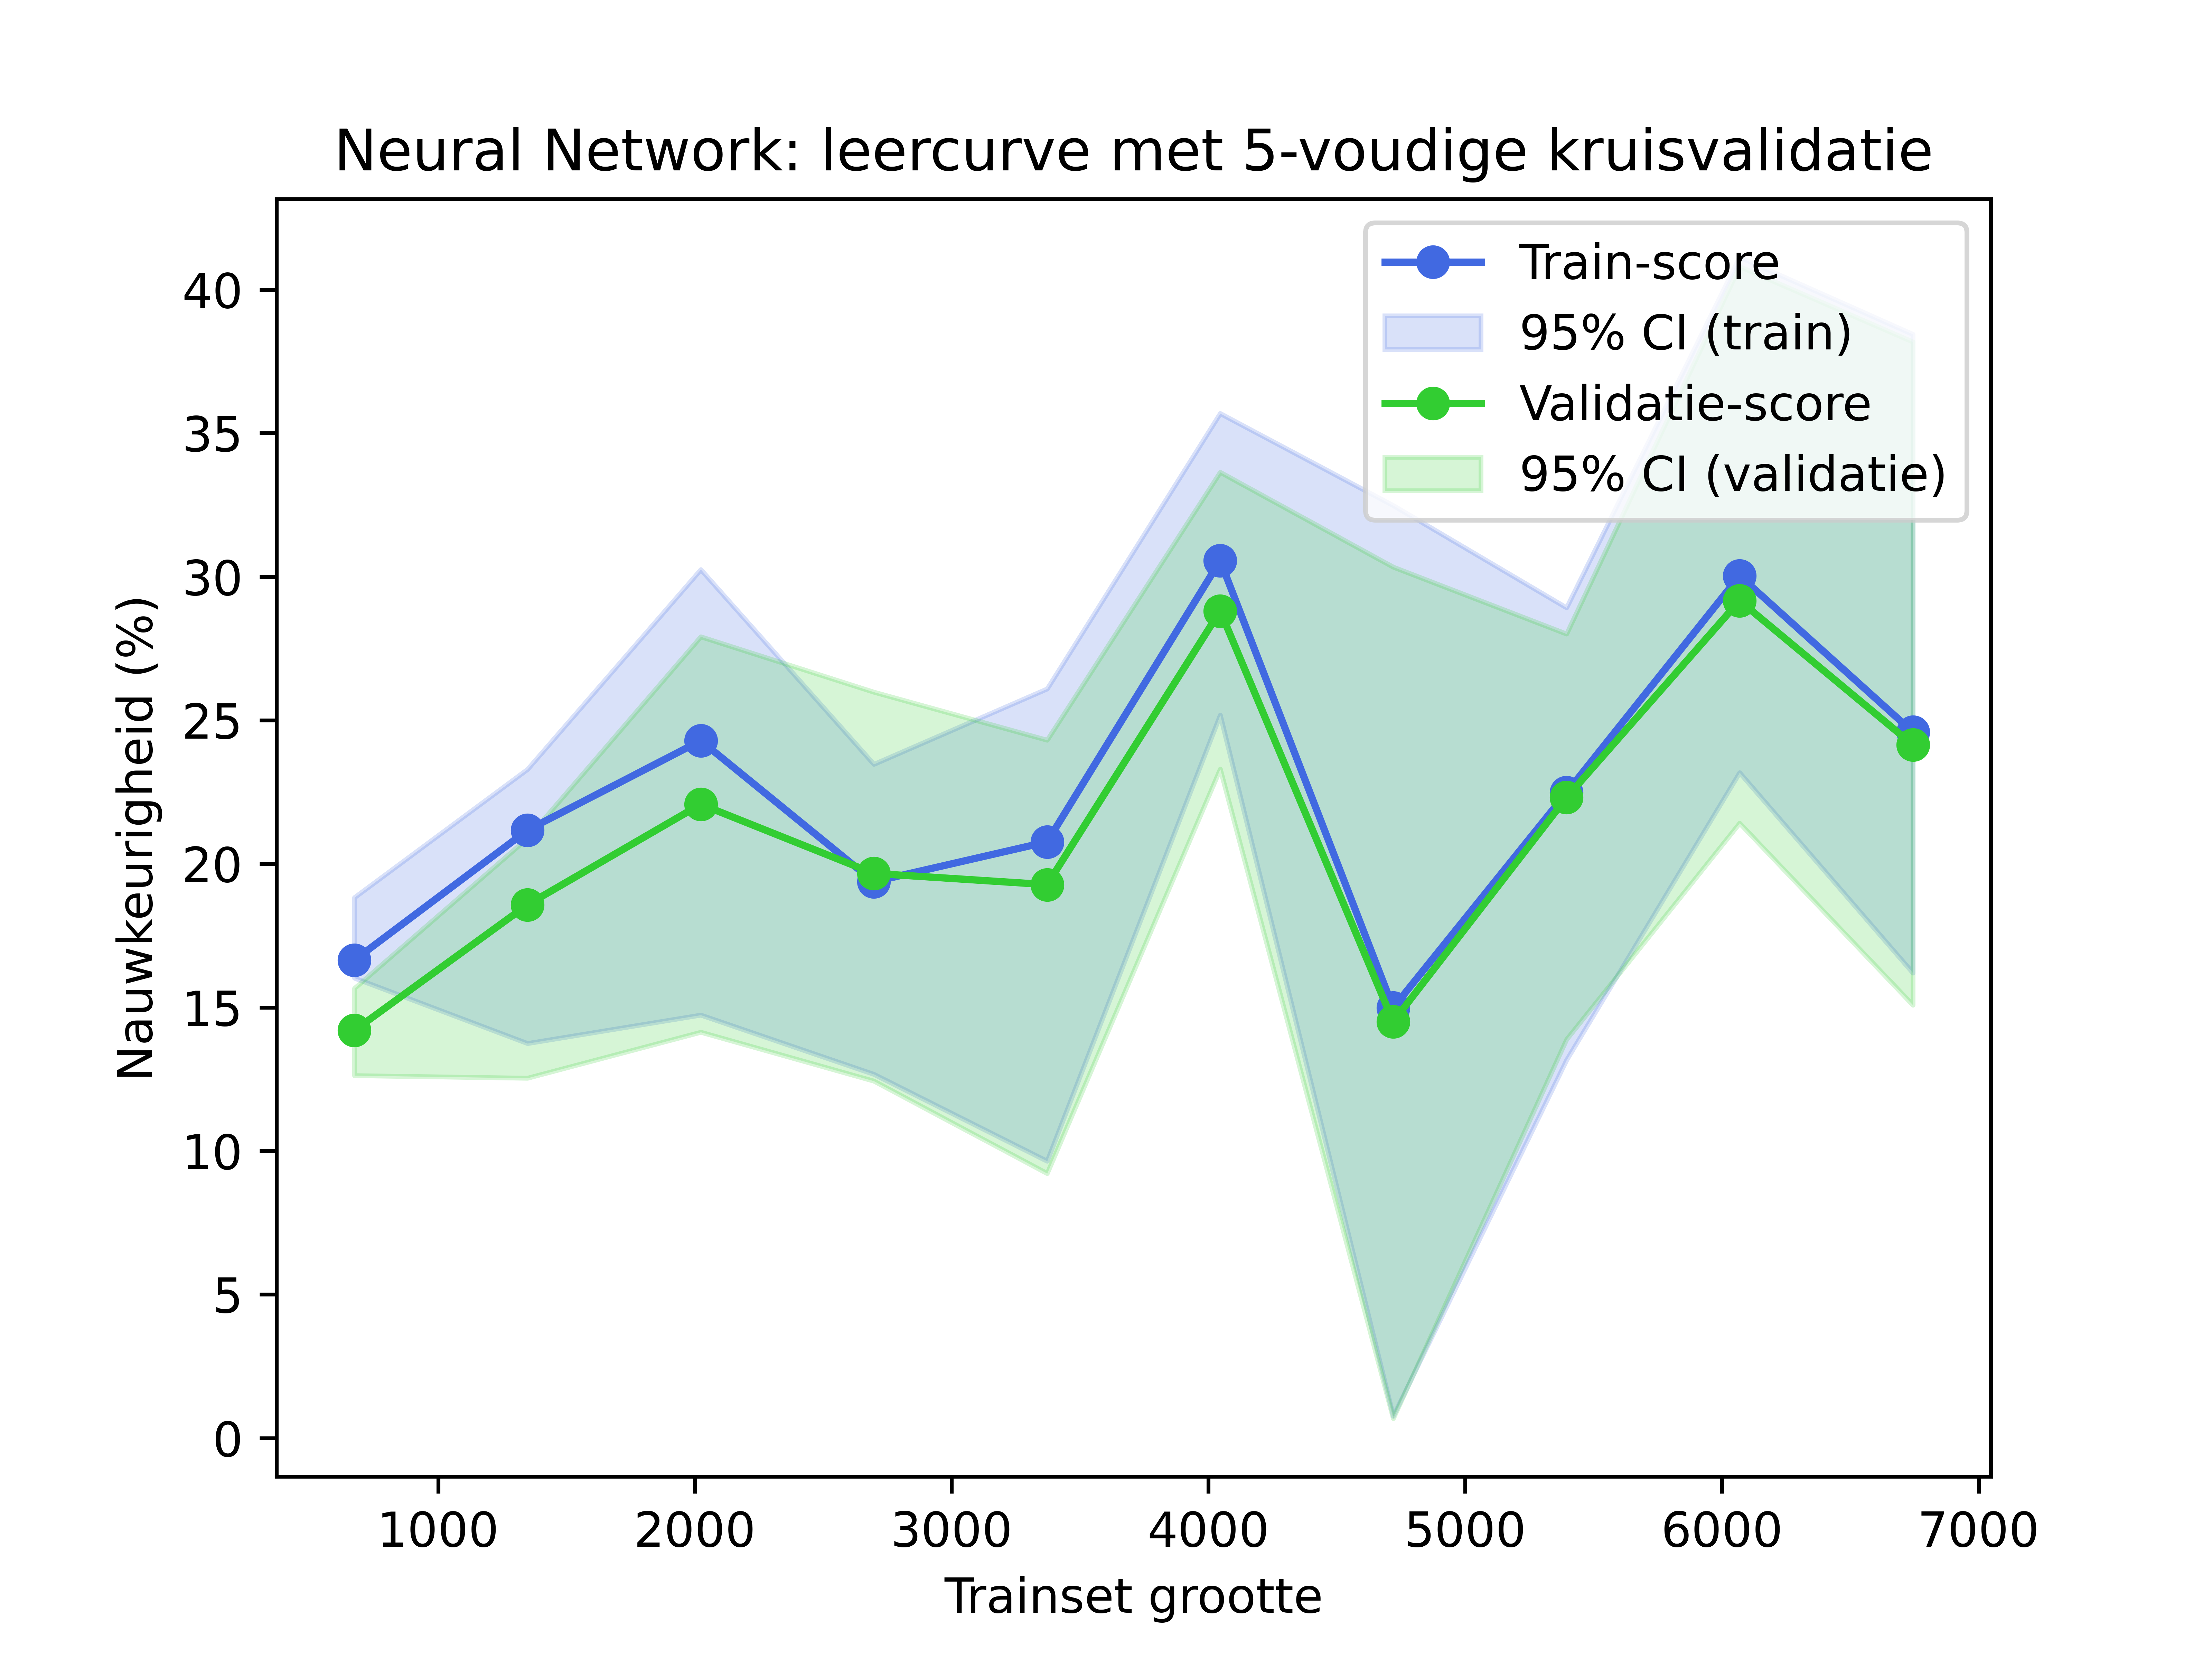 Neural Network: leercurve met 5-voudige kruisvalidatie
Train-score
95% CI (train)
Validatie-score
95% CI (validatie)
Nauwkeurigheid (%)
40
35
30
25
20
15
10
5
0
1000 2000 3000 4000 5000 6000 7000
Trainset grootte